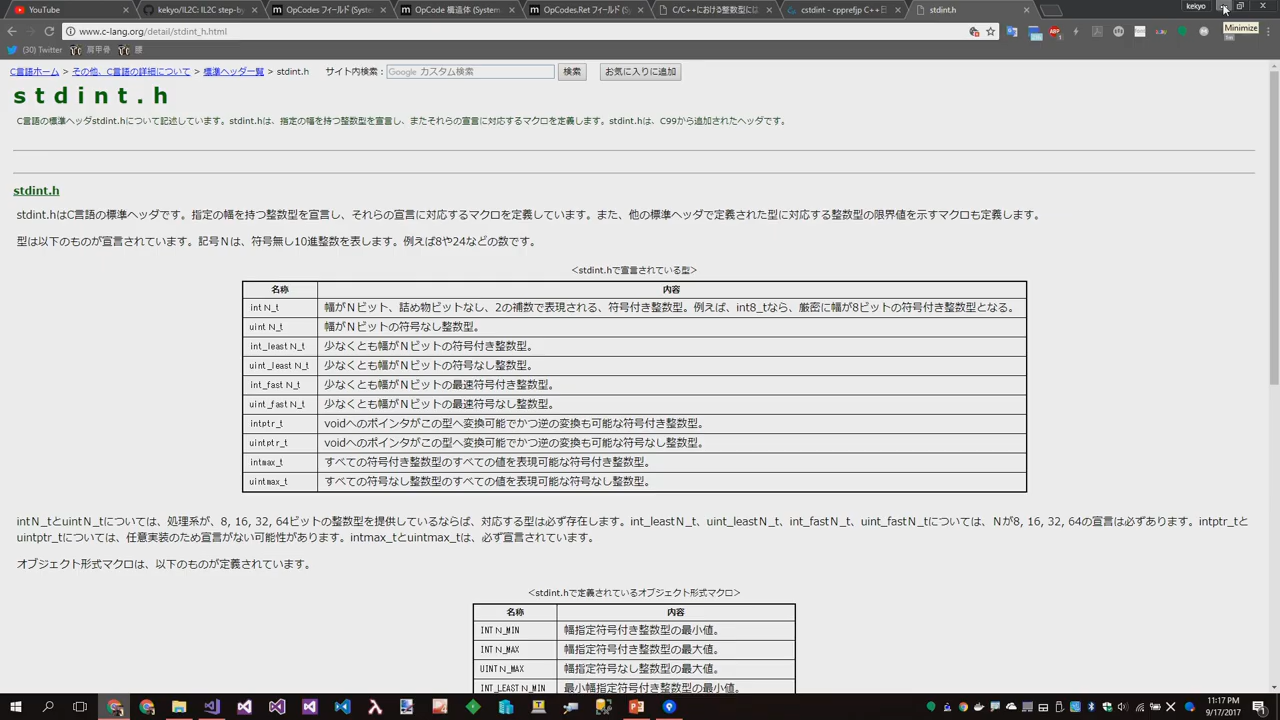 YouTube
kekyo/IL2C: IL2C step-by
OpCodes フィールド (System
OpCode 構造体 (System.
OpCodes.Ret フィールド (
C/C++における整数型には
cstdint - cpprefjp C++日
stdint.h
kekyo
www.c-lang.org/detail/stdint_h.html
Minimize
(30) Twitter
肩甲骨
腰
C言語ホーム > その他、C言語の詳細について > 標準ヘッダ一覧 > stdint.h
サイト内検索:
Google カスタム検索
検索
お気に入りに追加
stdint.h
C言語の標準ヘッダstdint.hについて記述しています。stdint.hは、指定の幅を持つ整数型を宣言し、またそれらの宣言に対応するマクロを定義します。stdint.hは、C99から追加されたヘッダです。
stdint.h
stdint.hはC言語の標準ヘッダです。指定の幅を持つ整数型を宣言し、それらの宣言に対応するマクロを定義しています。また、他の標準ヘッダで定義された型に対応する整数型の限界値を示すマクロも定義します。
型は以下のものが宣言されています。記号Ｎは、符号無し10進整数を表します。例えば8や24などの数です。
＜stdint.hで宣言されている型＞
名称 内容
intＮ_t 幅がＮビット、詰め物ビットなし、2の補数で表現される、符号付き整数型。例えば、int8_tなら、厳密に幅が8ビットの符号付き整数型となる。
uintＮ_t 幅がＮビットの符号なし整数型。
int_leastＮ_t 少なくとも幅がＮビットの符号付き整数型。
uint_leastＮ_t 少なくとも幅がＮビットの符号なし整数型。
int_fastＮ_t 少なくとも幅がＮビットの最速符号付き整数型。
uint_fastＮ_t 少なくとも幅がＮビットの最速符号なし整数型。
intptr_t voidへのポインタがこの型へ変換可能でかつ逆の変換も可能な符号付き整数型。
uintptr_t voidへのポインタがこの型へ変換可能でかつ逆の変換も可能な符号なし整数型。
intmax_t すべての符号付き整数型のすべての値を表現可能な符号付き整数型。
uintmax_t すべての符号なし整数型のすべての値を表現可能な符号なし整数型。
intＮ_tとuintＮ_tについては、処理系が、8, 16, 32, 64ビットの整数型を提供しているならば、対応する型は必ず存在します。int_leastＮ_t、uint_leastＮ_t、int_fastＮ_t、uint_fastＮ_tについては、Ｎが8, 16, 32, 64の宣言は必ずあります。intptr_tと
uintptr_tについては、任意実装のため宣言がない可能性があります。intmax_tとuintmax_tは、必ず宣言されています。
オブジェクト形式マクロは、以下のものが定義されています。
＜stdint.hで定義されているオブジェクト形式マクロ＞
名称 内容
INTＮ_MIN 幅指定符号付き整数型の最小値。
INTＮ_MAX 幅指定符号付き整数型の最大値。
UINTＮ_MAX 幅指定符号なし整数型の最大値。
INT_LEASTＮ_MIN 最小幅指定符号付き整数型の最小値。
11:17 PM
9/17/2017